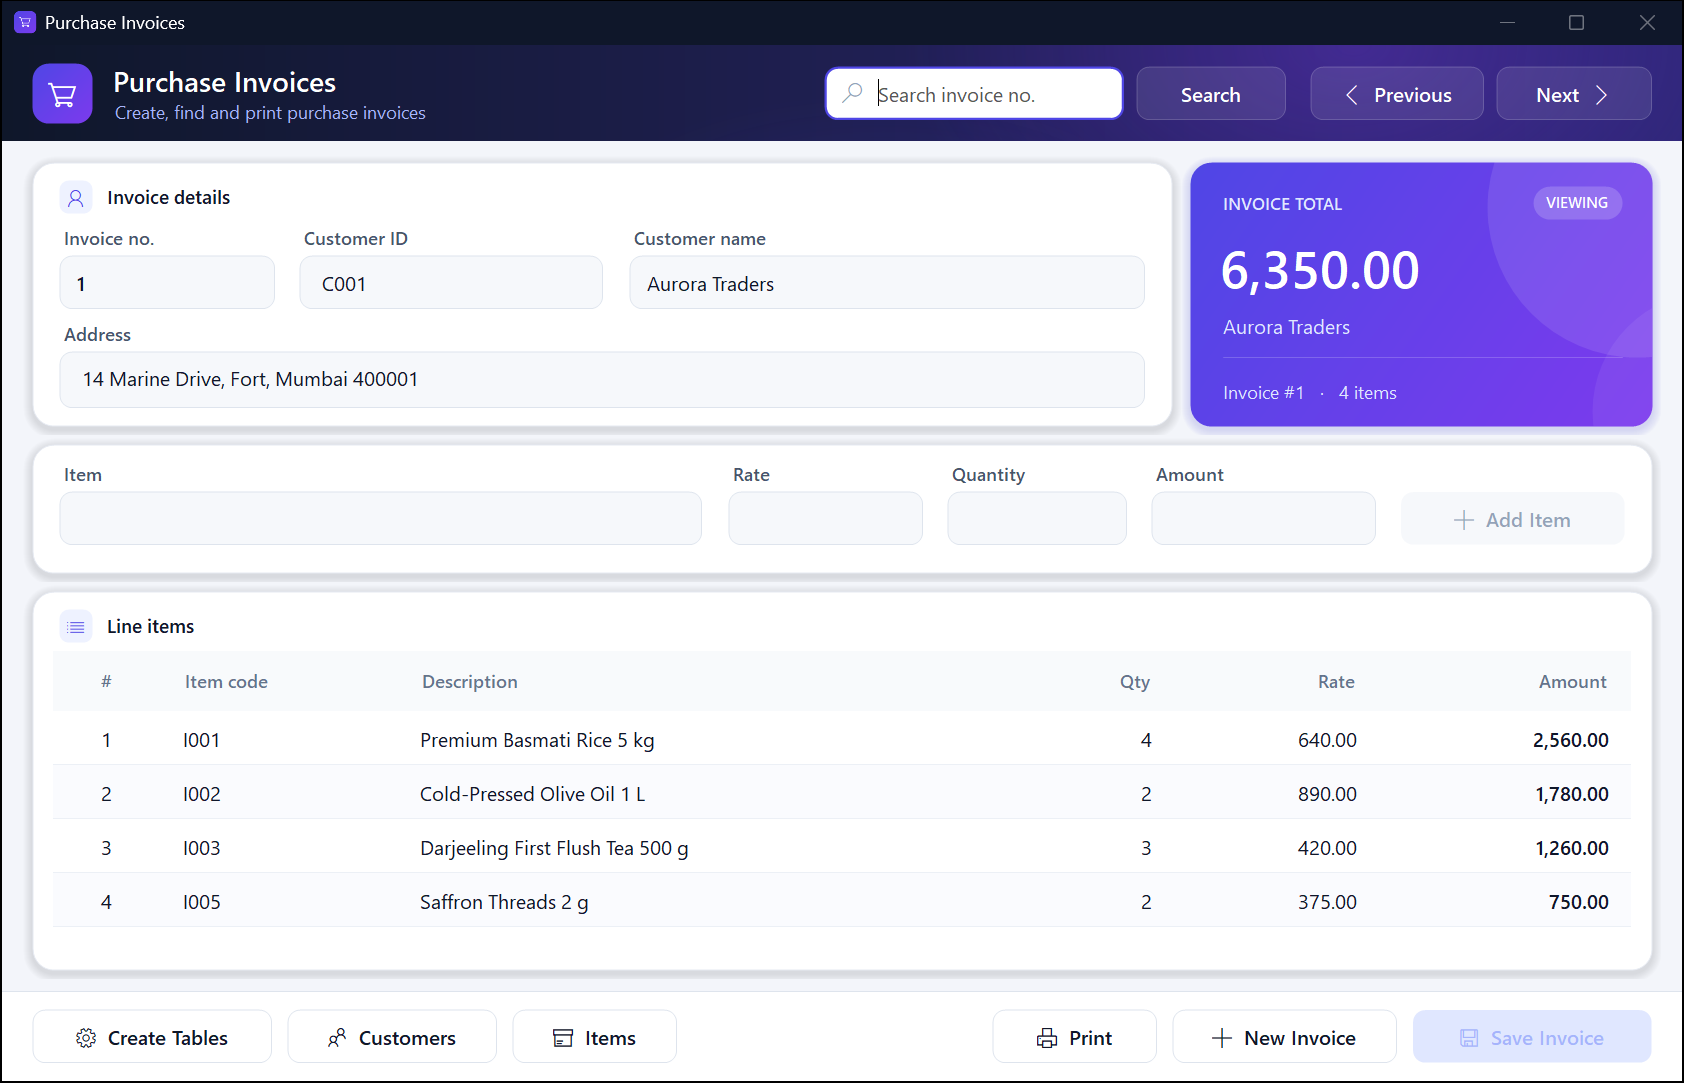 Purchase Invoices
Purchase Invoices
Create, find and print purchase invoices
Search invoice no.
Search
Previous
Next
Invoice details
Invoice no.
Customer ID
Customer name
1
C001
Aurora Traders
Address
14 Marine Drive, Fort, Mumbai 400001
INVOICE TOTAL
VIEWING
6,350.00
Aurora Traders
Invoice #1 · 4 items
Item
Rate
Quantity
Amount
Add Item
Line items
# Item code Description Qty Rate Amount
1 I001 Premium Basmati Rice 5 kg 4 640.00 2,560.00
2 I002 Cold-Pressed Olive Oil 1 L 2 890.00 1,780.00
3 I003 Darjeeling First Flush Tea 500 g 3 420.00 1,260.00
4 I005 Saffron Threads 2 g 2 375.00 750.00
Create Tables
Customers
Items
Print
New Invoice
Save Invoice